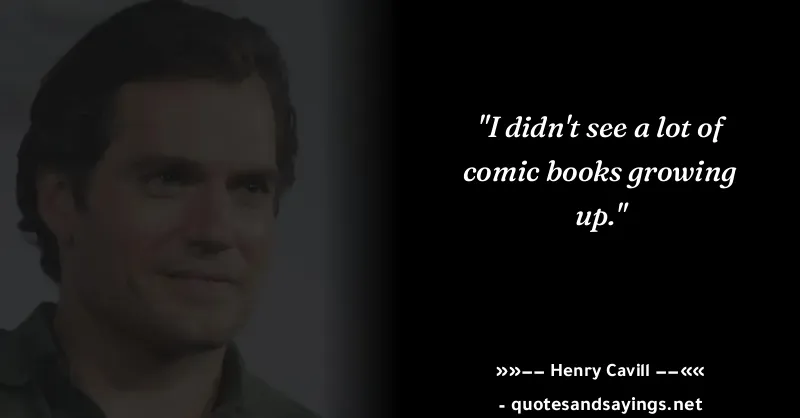 "I didn't see a lot of
comic books growing
up."
»»−− Henry Cavill −−««
- quotesandsayings.net